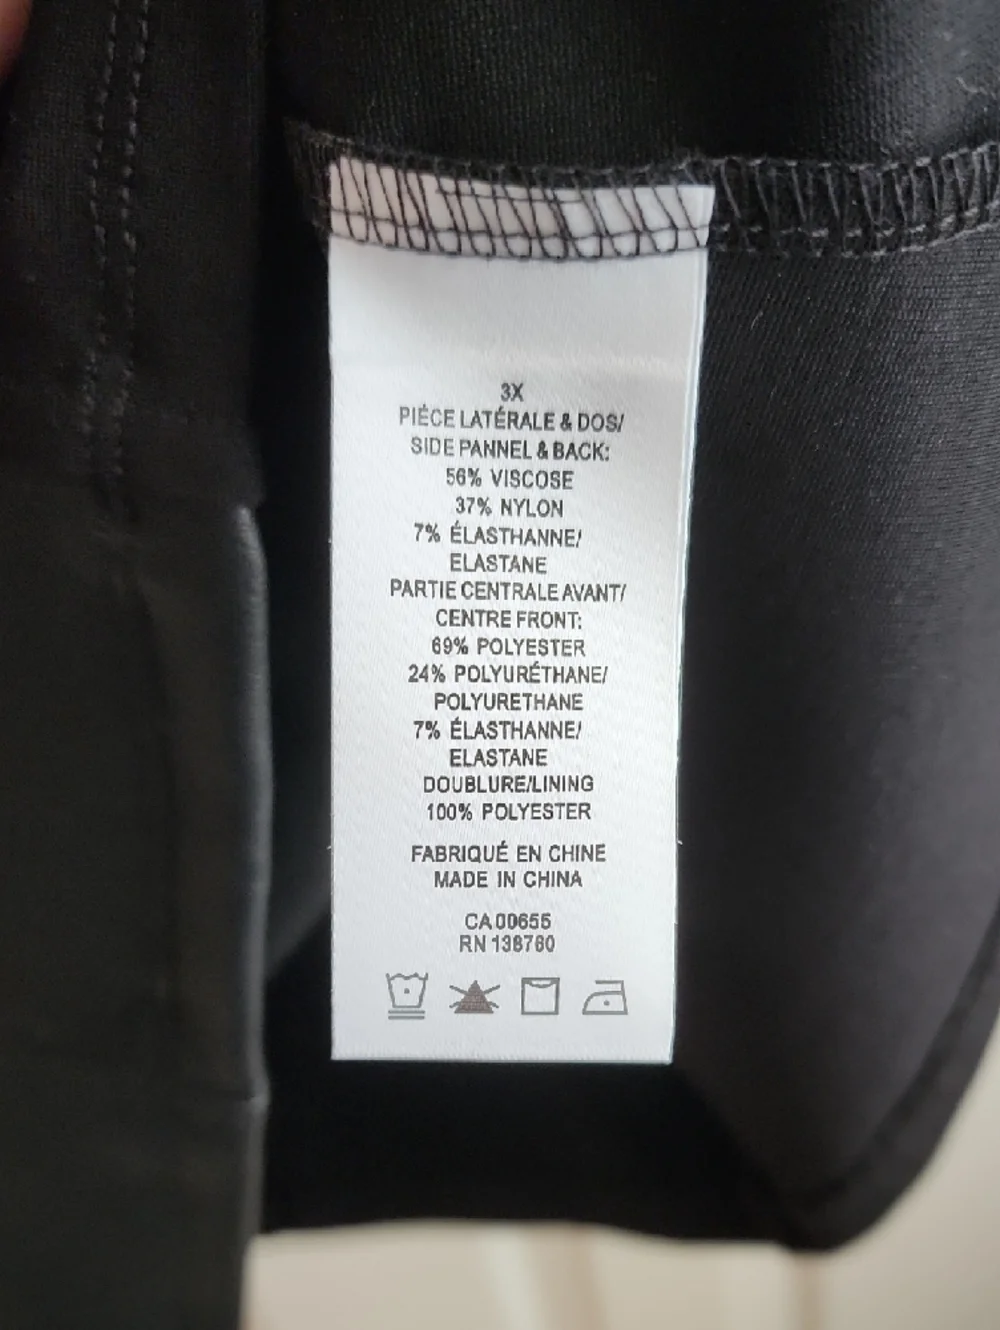 3X
PIÉCE LATÉRALE & DOS/
SIDE PANNEL & BACK:
56% VISCOSE
37% NYLON
7% ÉLASTHANNE/
ELASTANE
PARTIE CENTRALE AVANT/
CENTRE FRONT:
69% POLYESTER
24% POLYURÉTHANE/
POLYURETHANE
7% ÉLASTHANNE/
ELASTANE
DOUBLURE/LINING
100% POLYESTER
FABRIQUÉ EN CHINE
MADE IN CHINA
CA 00655
RN 138760